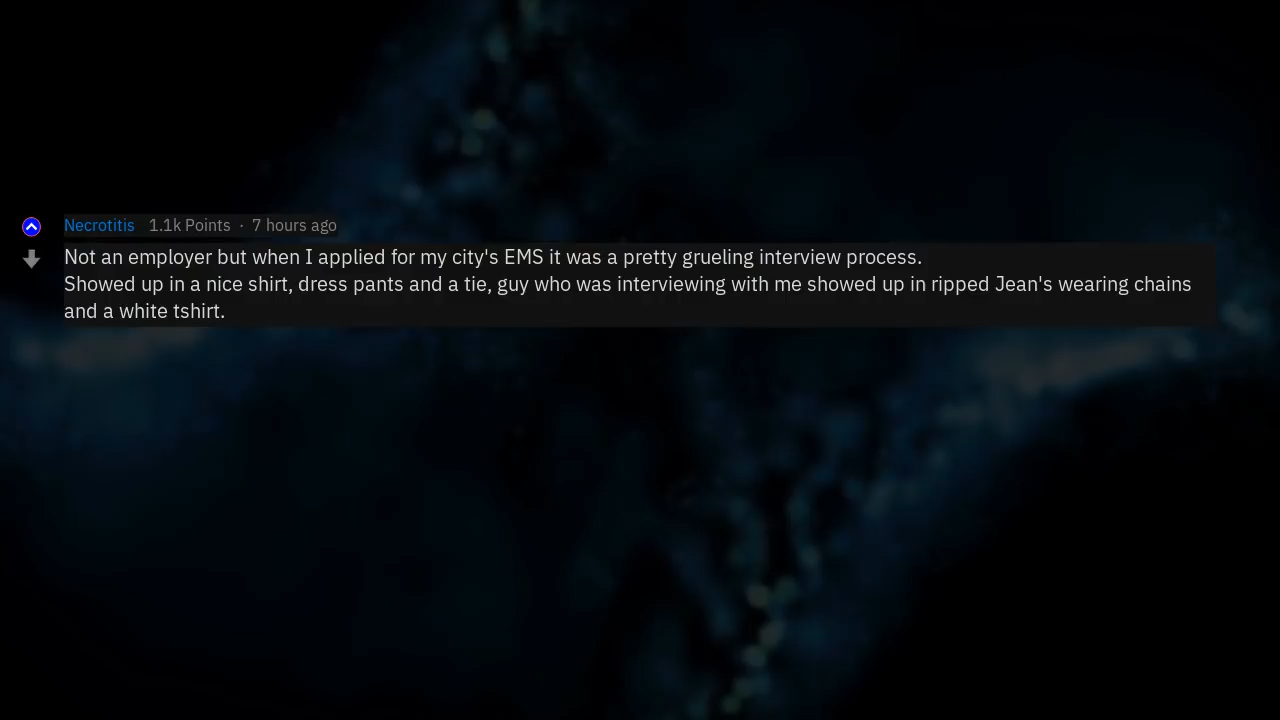 Necrotitis 1.1k Points · 7 hours ago
Not an employer but when I applied for my city's EMS it was a pretty grueling interview process.
Showed up in a nice shirt, dress pants and a tie, guy who was interviewing with me showed up in ripped Jean's wearing chains
and a white tshirt.